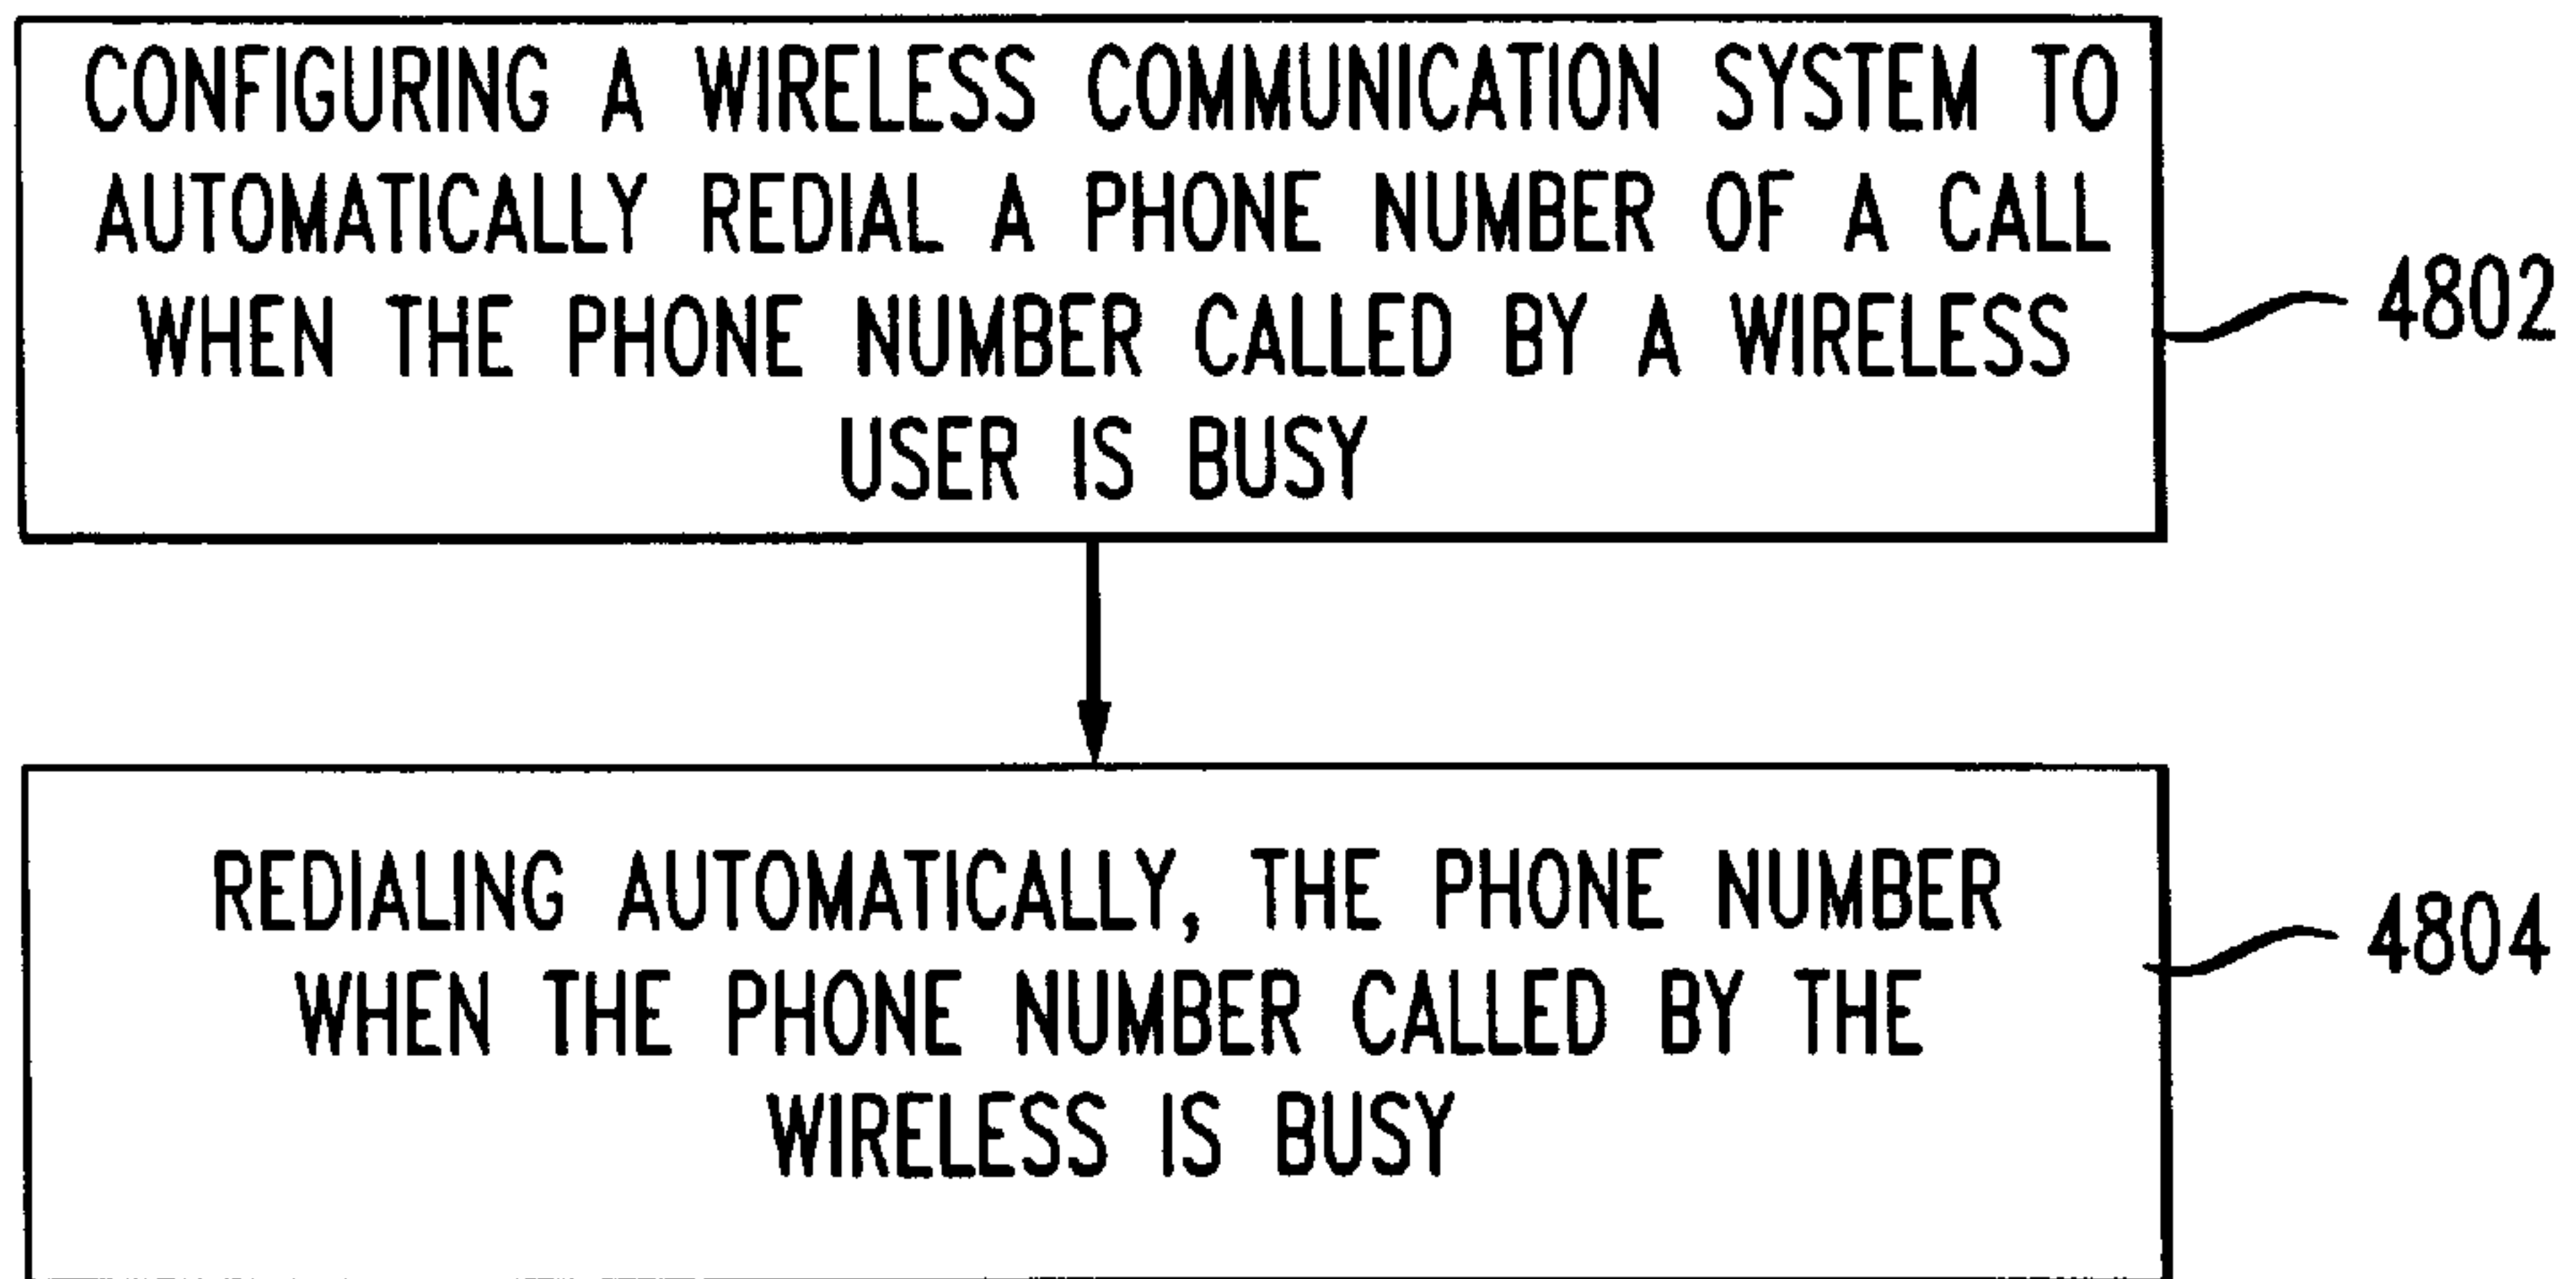 CONFIGURING A WIRELESS COMMUNICATION SYSTEM TO
AUTOMATICALLY REDIAL A PHONE NUMBER OF A CALL
WHEN THE PHONE NUMBER CALLED BY A WIRELESS
USER IS BUSY
4802
REDIALING AUTOMATICALLY, THE PHONE NUMBER
WHEN THE PHONE NUMBER CALLED BY THE
WIRELESS IS BUSY
4804